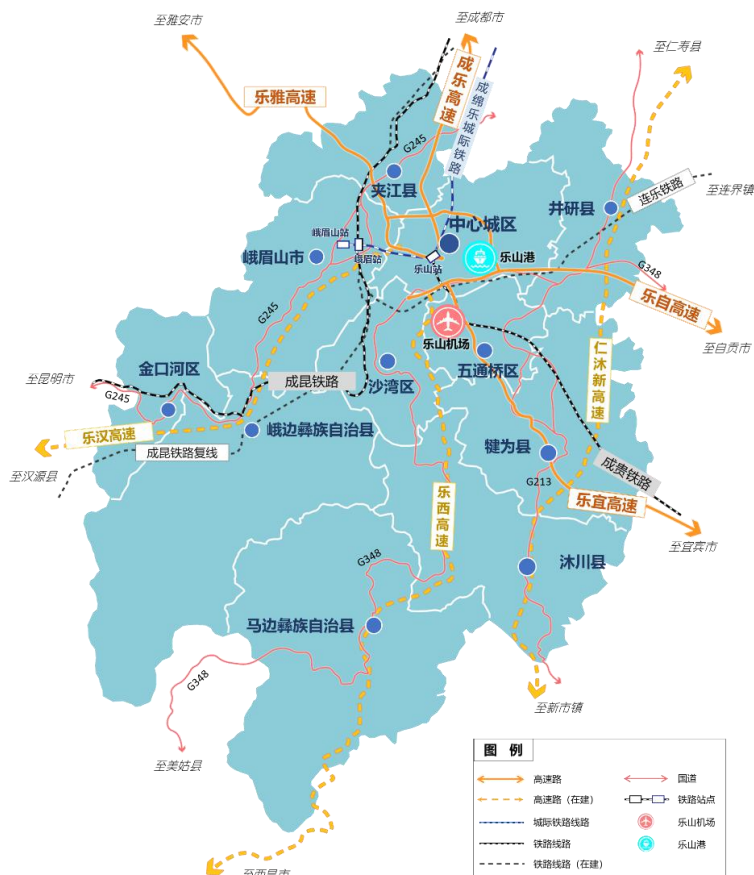 至雅安市
至成都市
至仁寿县
乐雅高速
成乐高速
成绵乐城际铁路
G245
夹江县
连乐铁路
至连界镇
井研县
中心城区
峨眉山站
峨眉山市
峨眉站
乐山站
乐山港
G348
乐自高速
至自贡市
G245
乐山机场
仁沐新高速
金口河区
至昆明市
G245
成昆铁路
沙湾区
五通桥区
乐汉高速
峨边彝族自治县
成昆铁路复线
至汉源县
犍为县
成贵铁路
G213
乐宜高速
至宜宾市
乐西高速
沐川县
G348
马边彝族自治县
G348
至美姑县
至新市镇
至西昌市
图 例
高速路
国道
高速路（在建）
铁路站点
城际铁路线路
乐山机场
铁路线路
乐山港
铁路线路（在建）